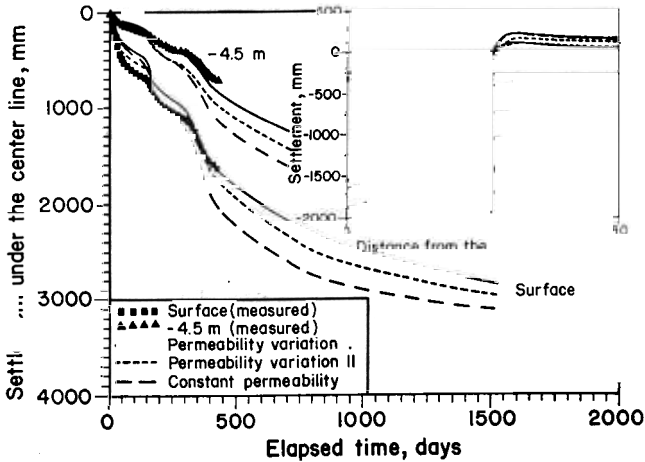 Settlement, mm
500
0
-500
-1000
-1500
-2000
Distance from the
under the center line, mm
0
1000
2000
3000
4000
-4.5 m
Surface
Surface (measured)
-4.5 m (measured)
Permeability variation
Permeability variation II
Constant permeability
0
500
1000
1500
2000
Elapsed time, days